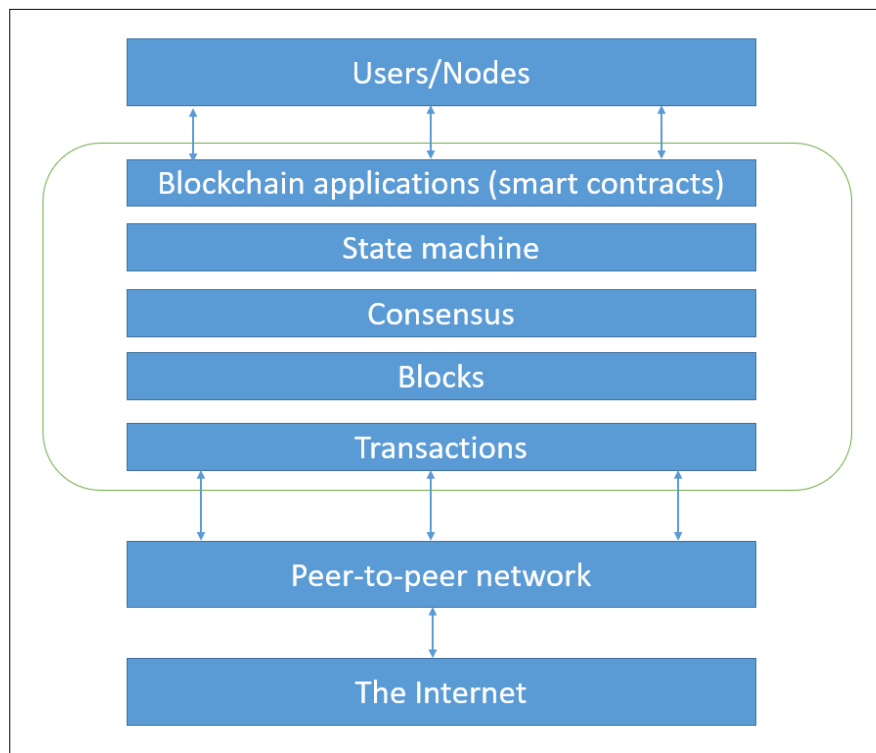 Users/Nodes
Blockchain applications (smart contracts)
State machine
Consensus
Blocks
Transactions
Peer-to-peer network
The Internet